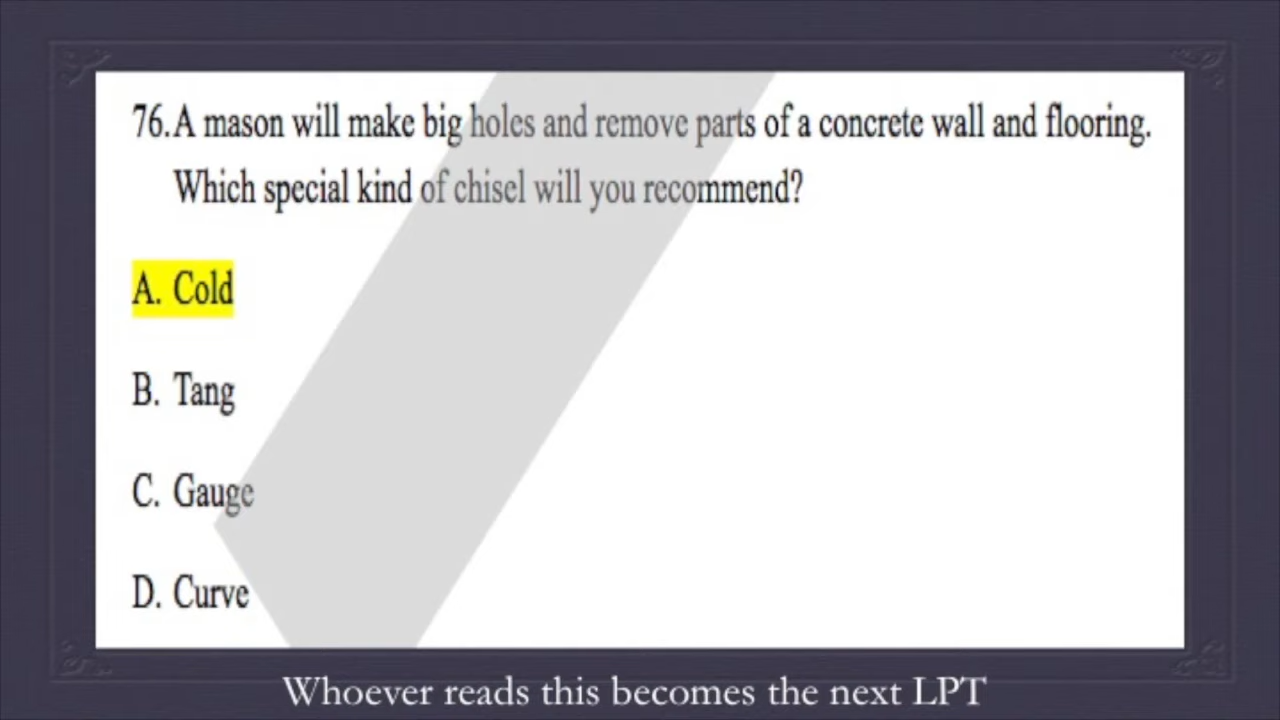 76.A mason will make big holes and remove parts of a concrete wall and flooring.
Which special kind of chisel will you recommend?
A. Cold
B. Tang
C. Gauge
D. Curve
Whoever reads this becomes the next LPT